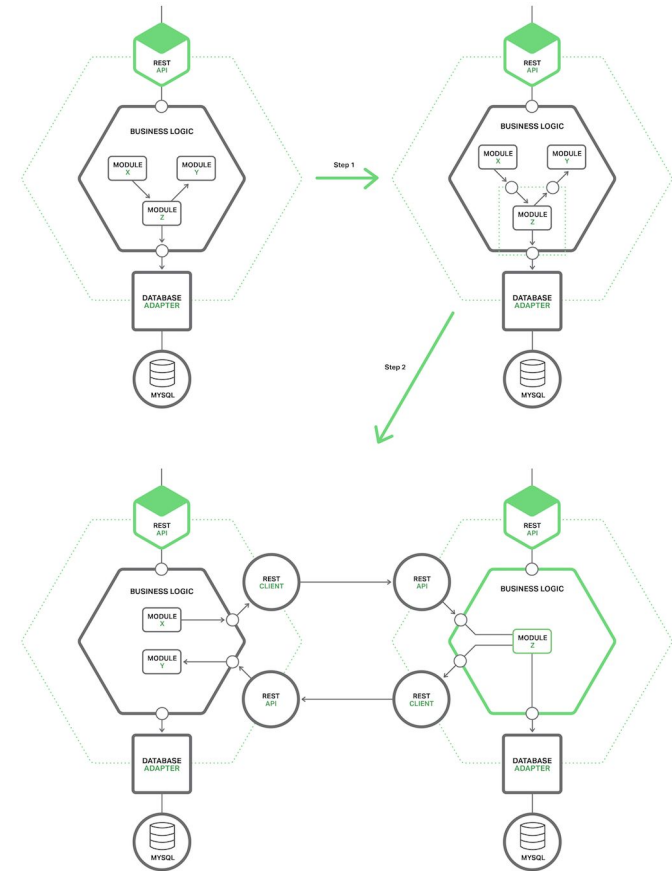 REST
API
REST
API
BUSINESS LOGIC
BUSINESS LOGIC
MODULE
X
MODULE
Y
Step 1
MODULE
X
MODULE
Y
MODULE
Z
MODULE
Z
DATABASE
ADAPTER
DATABASE
ADAPTER
Step 2
MYSQL
MYSQL
REST
API
REST
API
BUSINESS LOGIC
REST
CLIENT
REST
API
BUSINESS LOGIC
MODULE
X
MODULE
Y
MODULE
Z
REST
API
REST
CLIENT
DATABASE
ADAPTER
DATABASE
ADAPTER
MYSQL
MYSQL